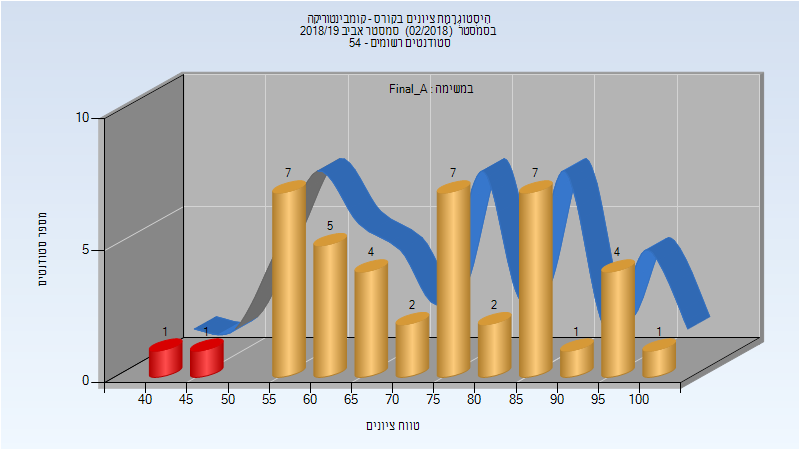 היסטוגרמת ציונים בקורס - קומבינטוריקה
בסמסטר (02/2018) סמסטר אביב 2018/19
סטודנטים רשומים - 54
במשימה : Final_A
מספר סטודנטים
10
5
0
1
1
7
5
4
2
7
2
7
1
4
1
40 45 50 55 60 65 70 75 80 85 90 95 100
טווח ציונים